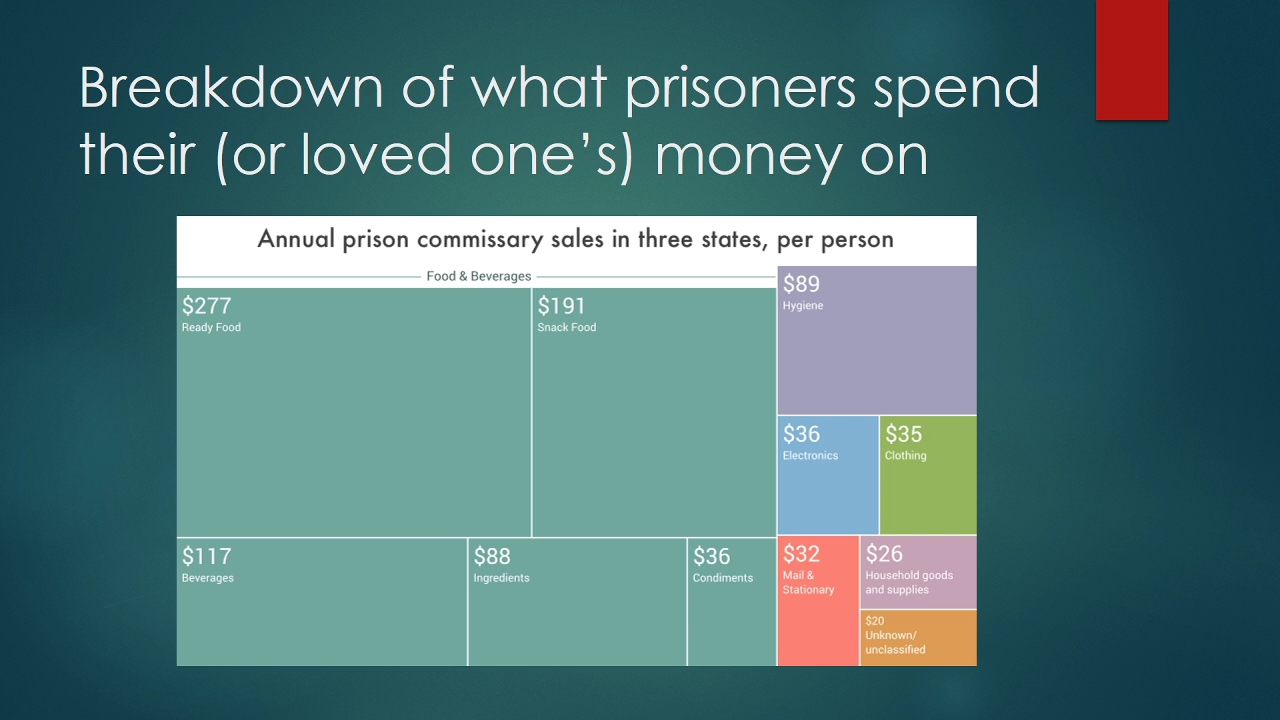 Breakdown of what prisoners spend
their (or loved one’s) money on
Annual prison commissary sales in three states, per person
Food & Beverages
$277
Ready Food
$191
Snack Food
$89
Hygiene
$36
Electronics
$35
Clothing
$117
Beverages
$88
Ingredients
$36
Condiments
$32
Mail &
Stationary
$26
Household goods
and supplies
$20
Unknown/
unclassified